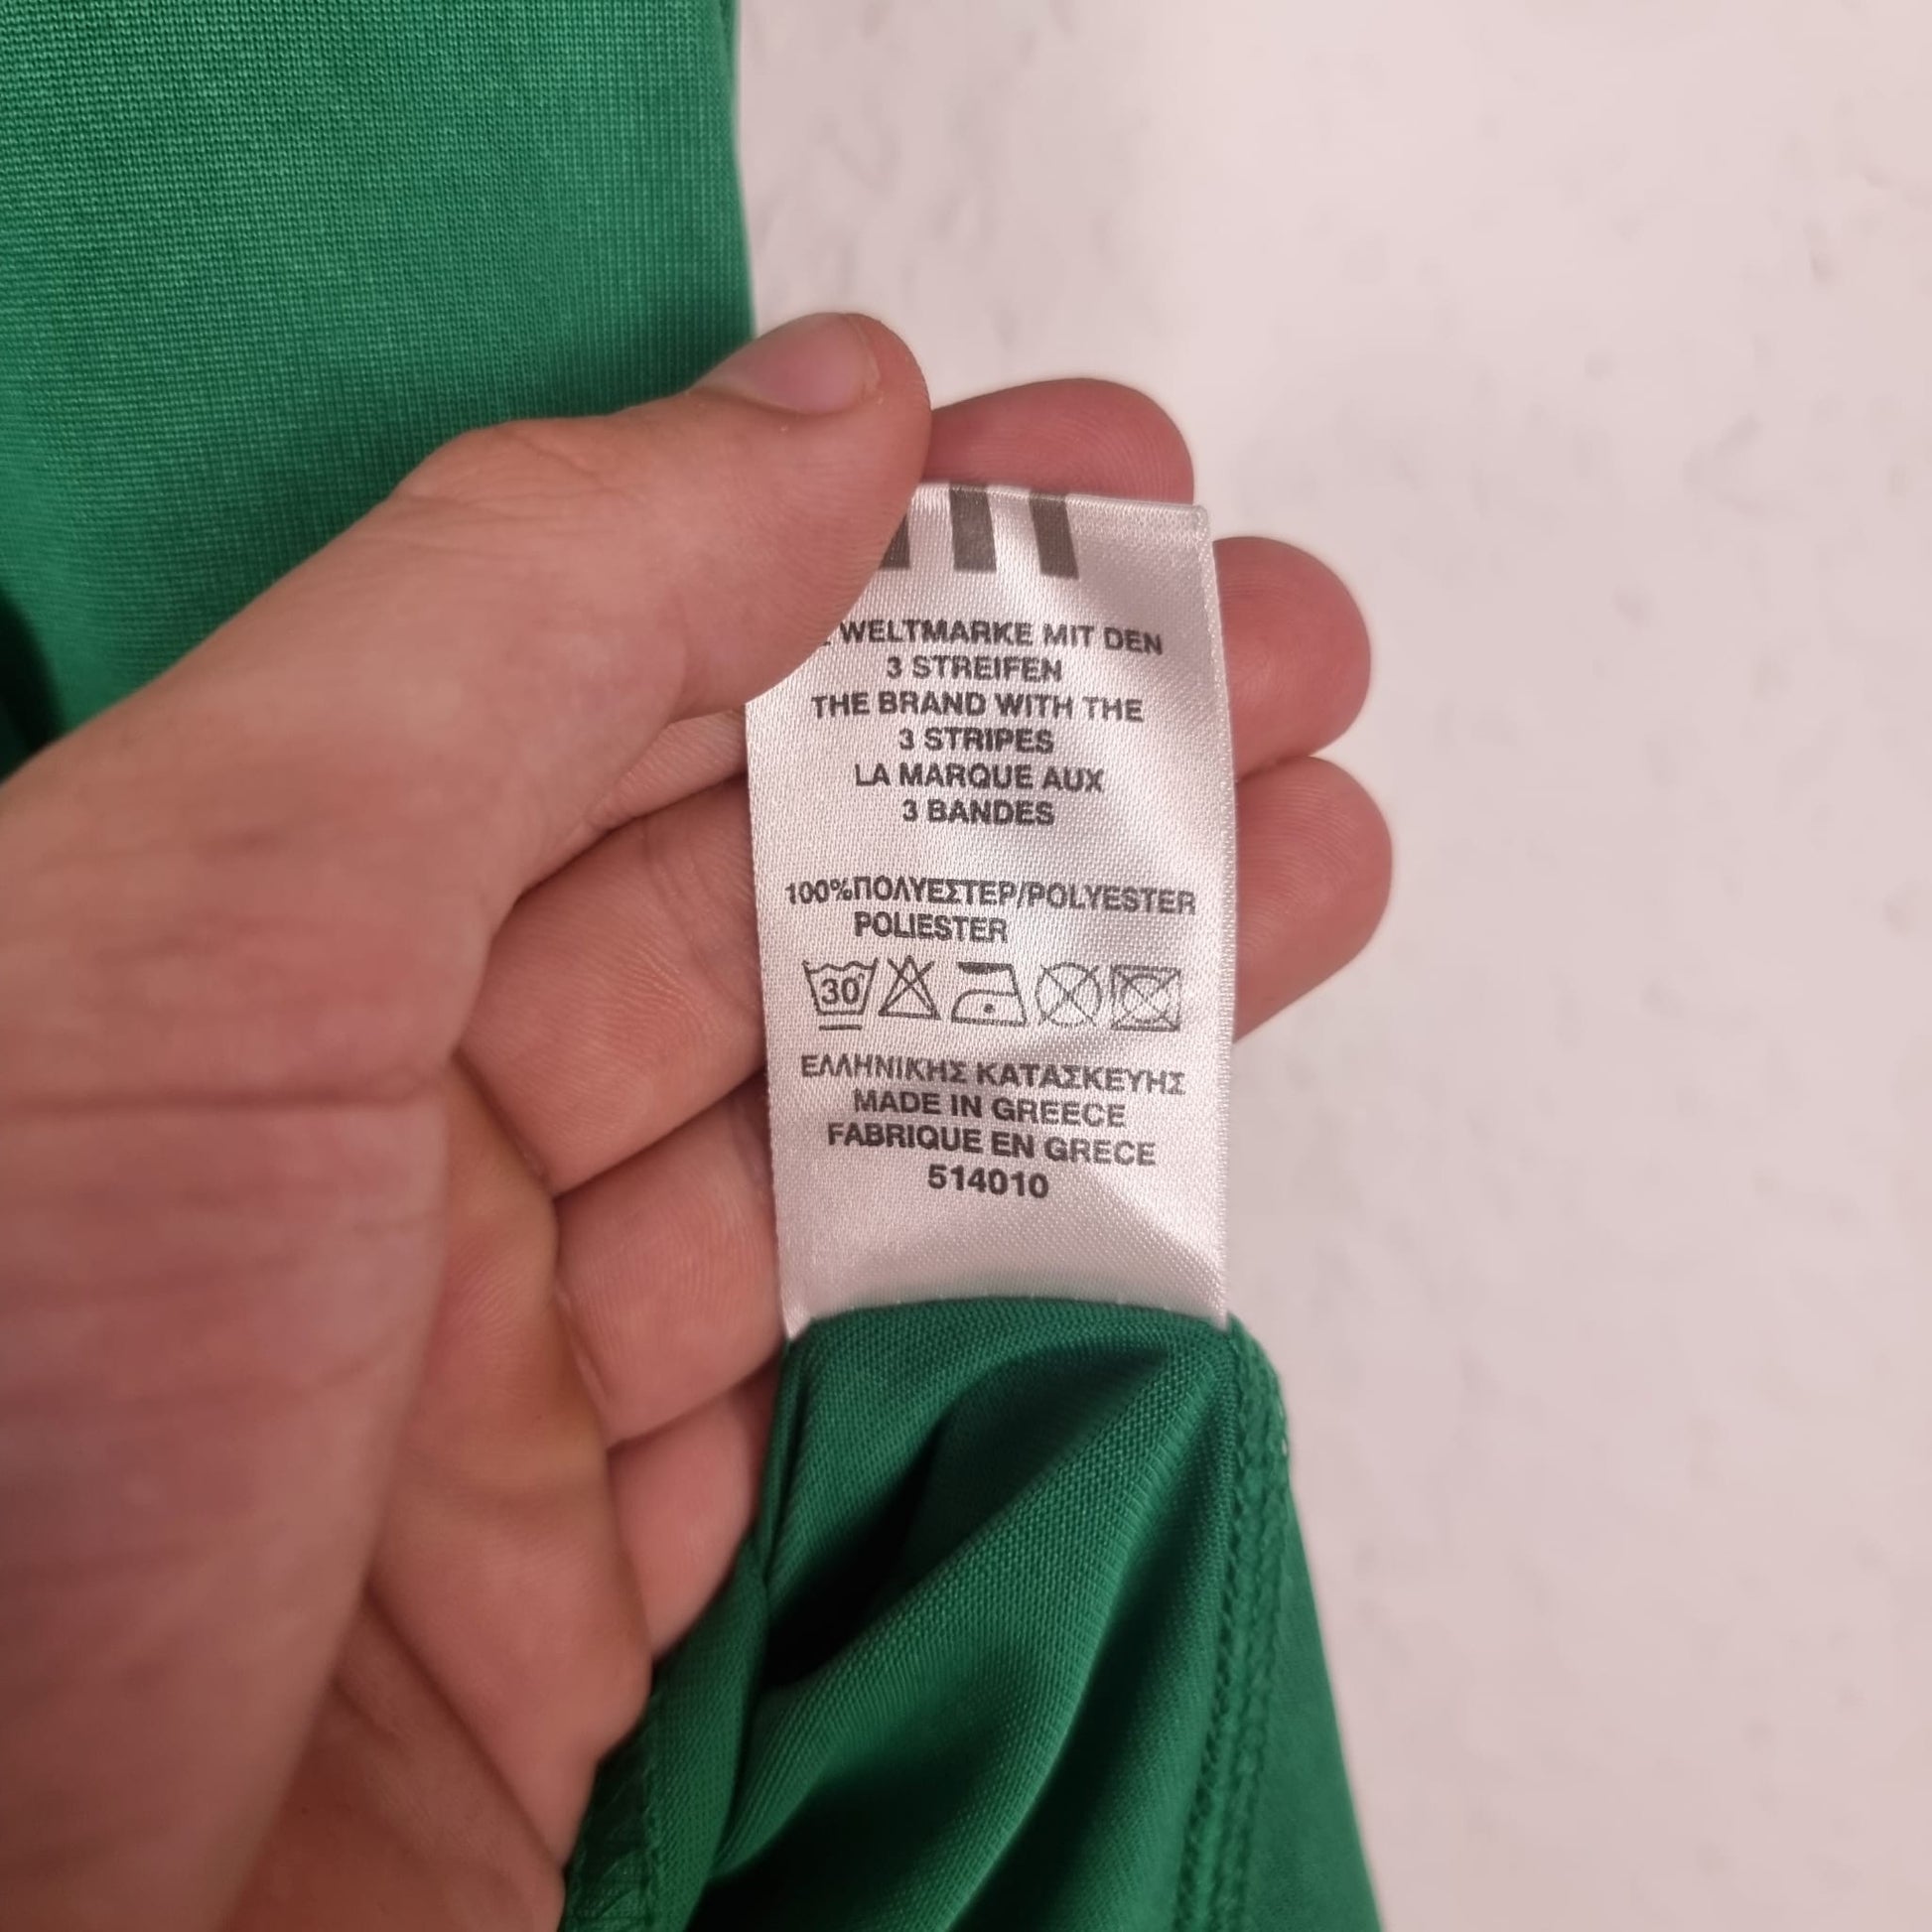 WELTMARKE MIT DEN
3 STREIFEN
THE BRAND WITH THE
3 STRIPES
LA MARQUE AUX
3 BANDES
100%ΠΟΛΥΕΣΤΕΡ/POLYESTER
POLIESTER
30
ΕΛΛΗΝΙΚΗΣ ΚΑΤΑΣΚΕΥΗΣ
MADE IN GREECE
FABRIQUE EN GRECE
514010